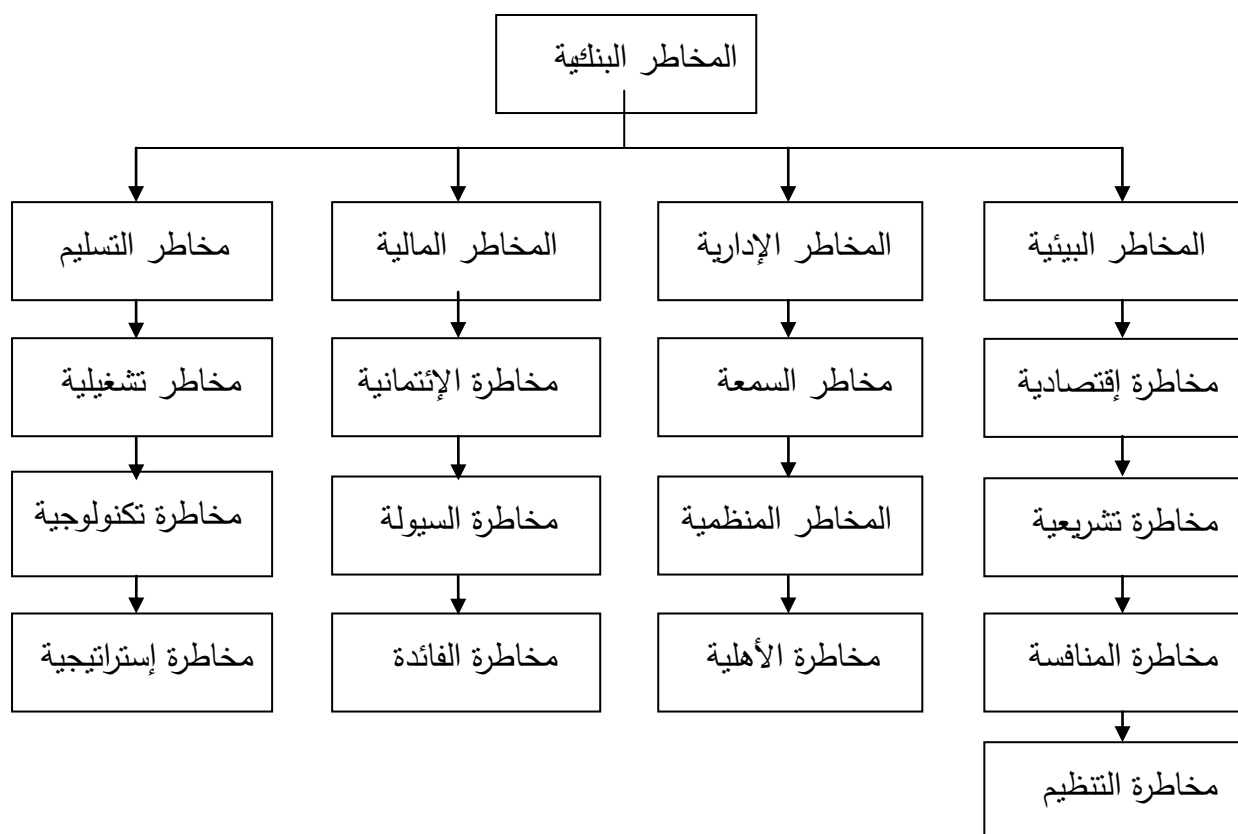 المخاطر البنكية
المخاطر البيئية
المخاطر الإدارية
المخاطر المالية
مخاطر التسليم
مخاطرة إقتصادية
مخاطر السمعة
مخاطرة الإئتمانية
مخاطر تشغيلية
مخاطرة تشريعية
المخاطر المنظمية
مخاطرة السيولة
مخاطرة تكنولوجية
مخاطرة المنافسة
مخاطرة الأهلية
مخاطرة الفائدة
مخاطرة إستراتيجية
مخاطرة التنظيم